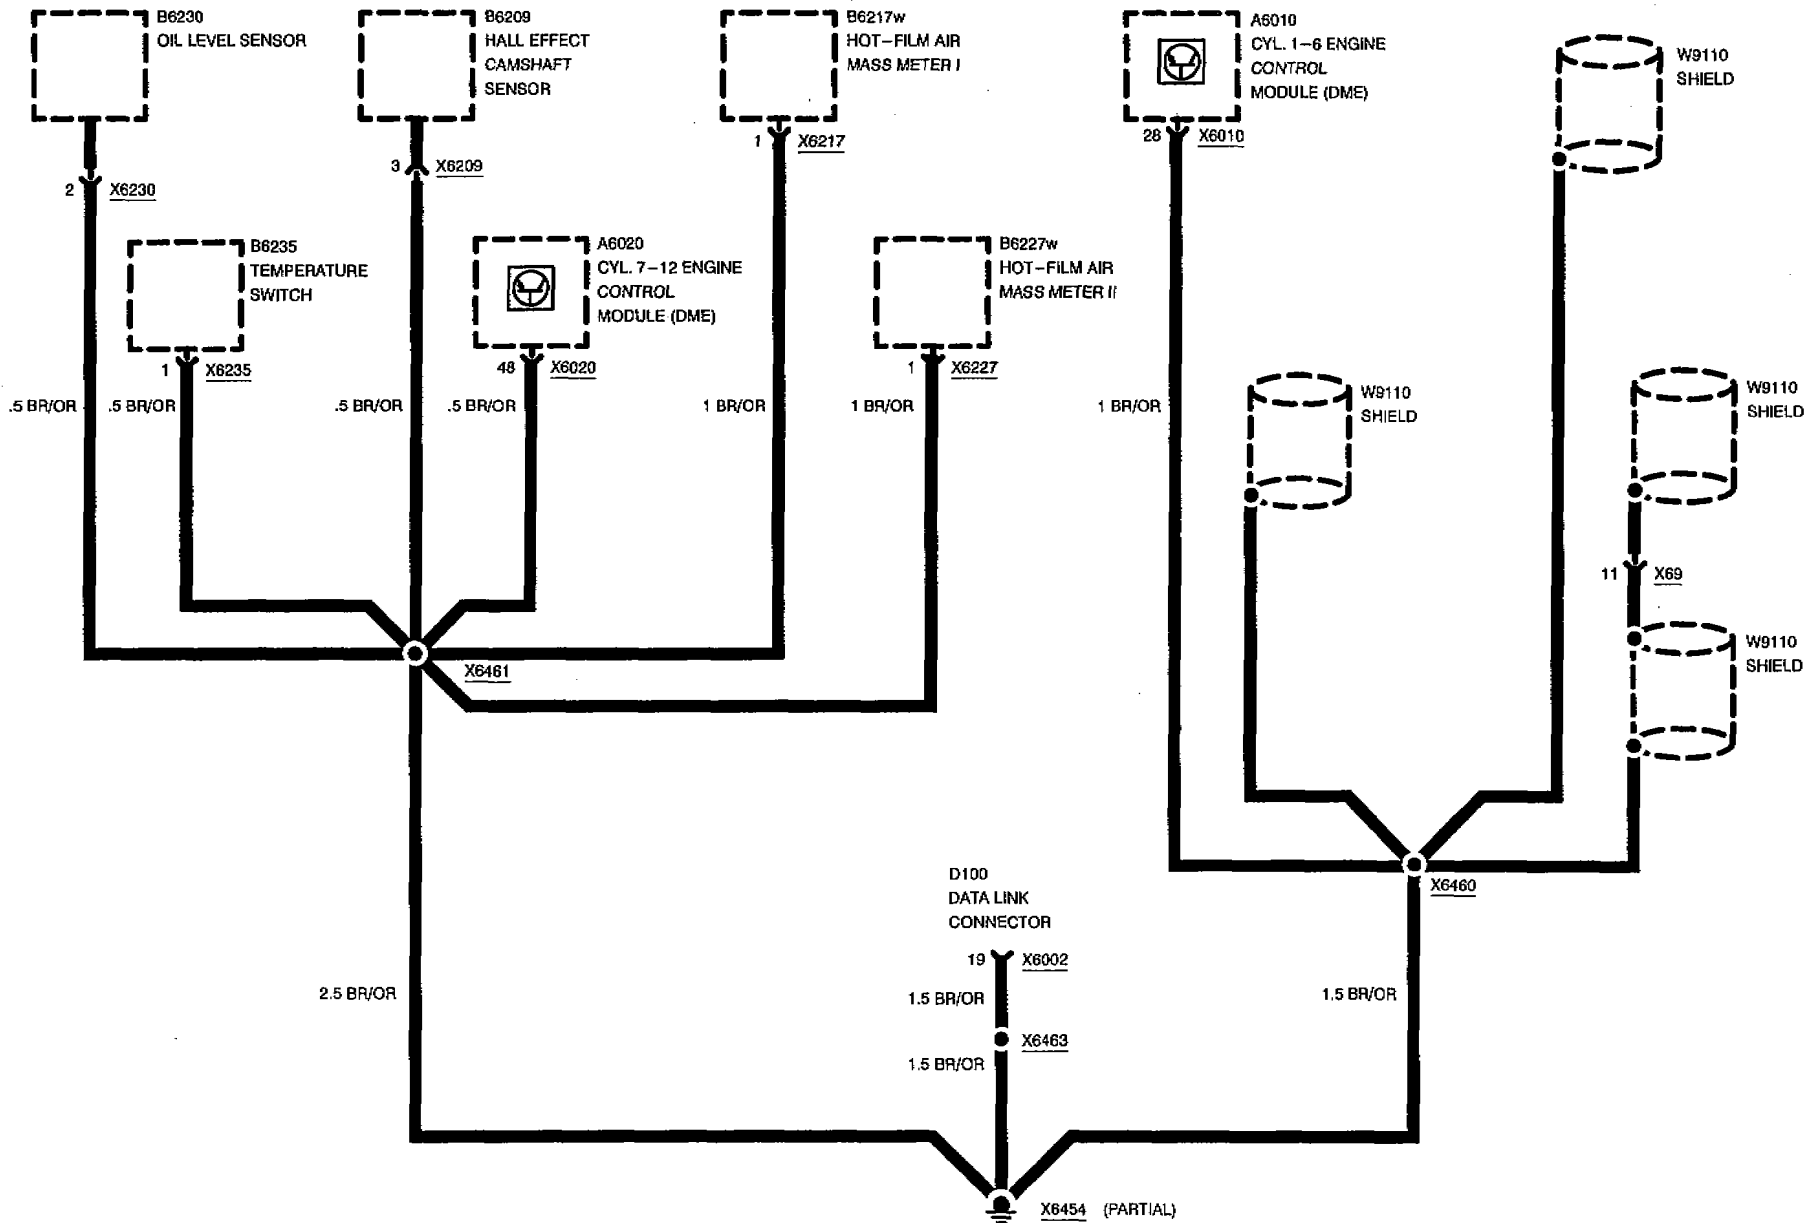 B6230
OIL LEVEL SENSOR
B6209
HALL EFFECT
CAMSHAFT
SENSOR
B6217w
HOT-FILM AIR
MASS METER I
A6010
CYL. 1-6 ENGINE
CONTROL
MODULE (DME)
W9110
SHIELD
2 X6230
3 X6209
1 X6217
28 X6010
B6235
TEMPERATURE
SWITCH
A6020
CYL. 7-12 ENGINE
CONTROL
MODULE (DME)
B6227w
HOT-FILM AIR
MASS METER II
1 X6235
48 X6020
1 X6227
.5 BR/OR
.5 BR/OR
.5 BR/OR
.5 BR/OR
1 BR/OR
1 BR/OR
1 BR/OR
W9110
SHIELD
W9110
SHIELD
11 X69
W9110
SHIELD
X6461
X6460
D100
DATA LINK
CONNECTOR
19 X6002
2.5 BR/OR
1.5 BR/OR
1.5 BR/OR
X6463
1.5 BR/OR
X6454 (PARTIAL)